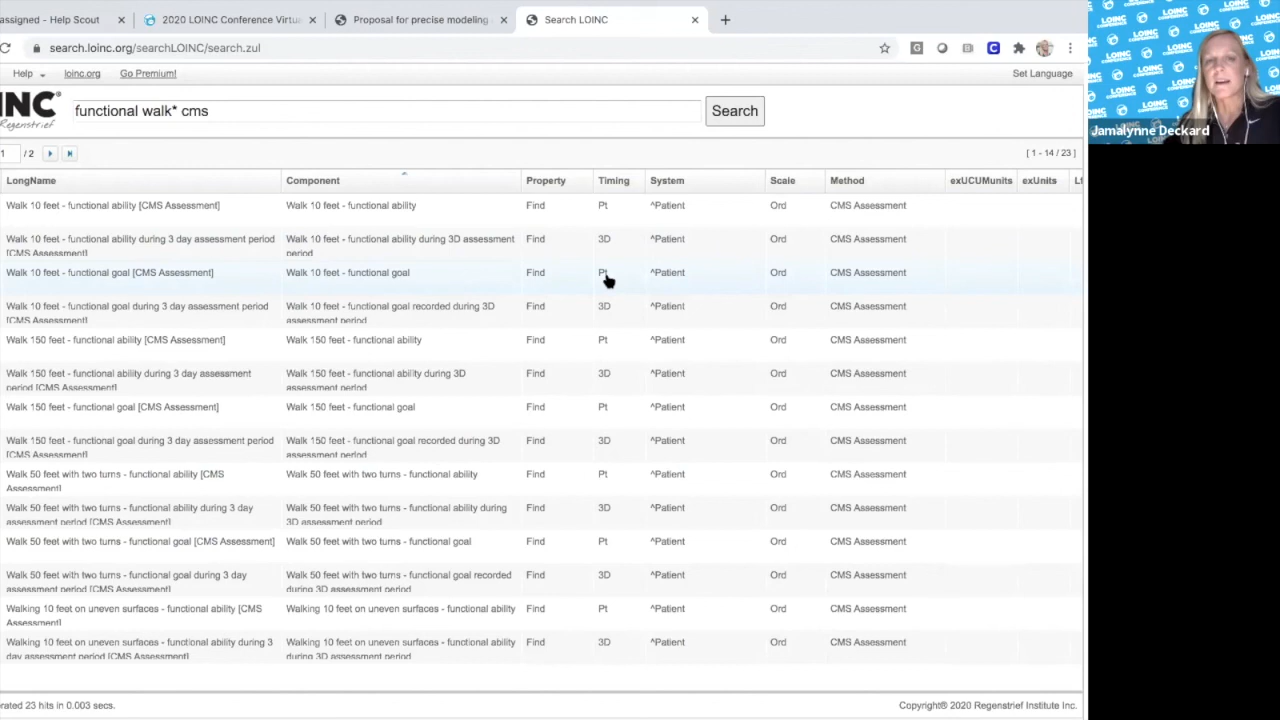 assigned - Help Scout
2020 LOINC Conference Virtua
Proposal for precise modeling
Search LOINC
search.loinc.org/searchLOINC/search.zul
Help
loinc.org
Go Premium!
Set Language
INC®
Regenstrief
functional walk* cms
Search
1 / 2
[ 1 - 14 / 23 ]
LongName Component Property Timing System Scale Method exUCUMunits exUnits
Walk 10 feet - functional ability [CMS Assessment] Walk 10 feet - functional ability Find Pt ^Patient Ord CMS Assessment
Walk 10 feet - functional ability during 3 day assessment period Walk 10 feet - functional ability during 3D assessment Find 3D ^Patient Ord CMS Assessment
[CMS Assessment] period
Walk 10 feet - functional goal [CMS Assessment] Walk 10 feet - functional goal Find Pt ^Patient Ord CMS Assessment
Walk 10 feet - functional goal during 3 day assessment period Walk 10 feet - functional goal recorded during 3D Find 3D ^Patient Ord CMS Assessment
[CMS Assessment] assessment period
Walk 150 feet - functional ability [CMS Assessment] Walk 150 feet - functional ability Find Pt ^Patient Ord CMS Assessment
Walk 150 feet - functional ability during 3 day assessment Walk 150 feet - functional ability during 3D Find 3D ^Patient Ord CMS Assessment
period [CMS Assessment] assessment period
Walk 150 feet - functional goal [CMS Assessment] Walk 150 feet - functional goal Find Pt ^Patient Ord CMS Assessment
Walk 150 feet - functional goal during 3 day assessment period Walk 150 feet - functional goal recorded during 3D Find 3D ^Patient Ord CMS Assessment
[CMS Assessment] assessment period
Walk 50 feet with two turns - functional ability [CMS Walk 50 feet with two turns - functional ability Find Pt ^Patient Ord CMS Assessment
Assessment]
Walk 50 feet with two turns - functional ability during 3 day Walk 50 feet with two turns - functional ability during Find 3D ^Patient Ord CMS Assessment
assessment period [CMS Assessment] 3D assessment period
Walk 50 feet with two turns - functional goal [CMS Assessment] Walk 50 feet with two turns - functional goal Find Pt ^Patient Ord CMS Assessment
Walk 50 feet with two turns - functional goal during 3 day Walk 50 feet with two turns - functional goal recorded Find 3D ^Patient Ord CMS Assessment
assessment period [CMS Assessment] during 3D assessment period
Walking 10 feet on uneven surfaces - functional ability [CMS Walking 10 feet on uneven surfaces - functional ability Find Pt ^Patient Ord CMS Assessment
Assessment]
Walking 10 feet on uneven surfaces - functional ability during 3 Walking 10 feet on uneven surfaces - functional ability Find 3D ^Patient Ord CMS Assessment
day assessment period [CMS Assessment] during 3D assessment period
rated 23 hits in 0.003 secs.
Copyright® 2020 Regenstrief Institute Inc.
LOINC
CONFERENCE
Jamalynne Deckard